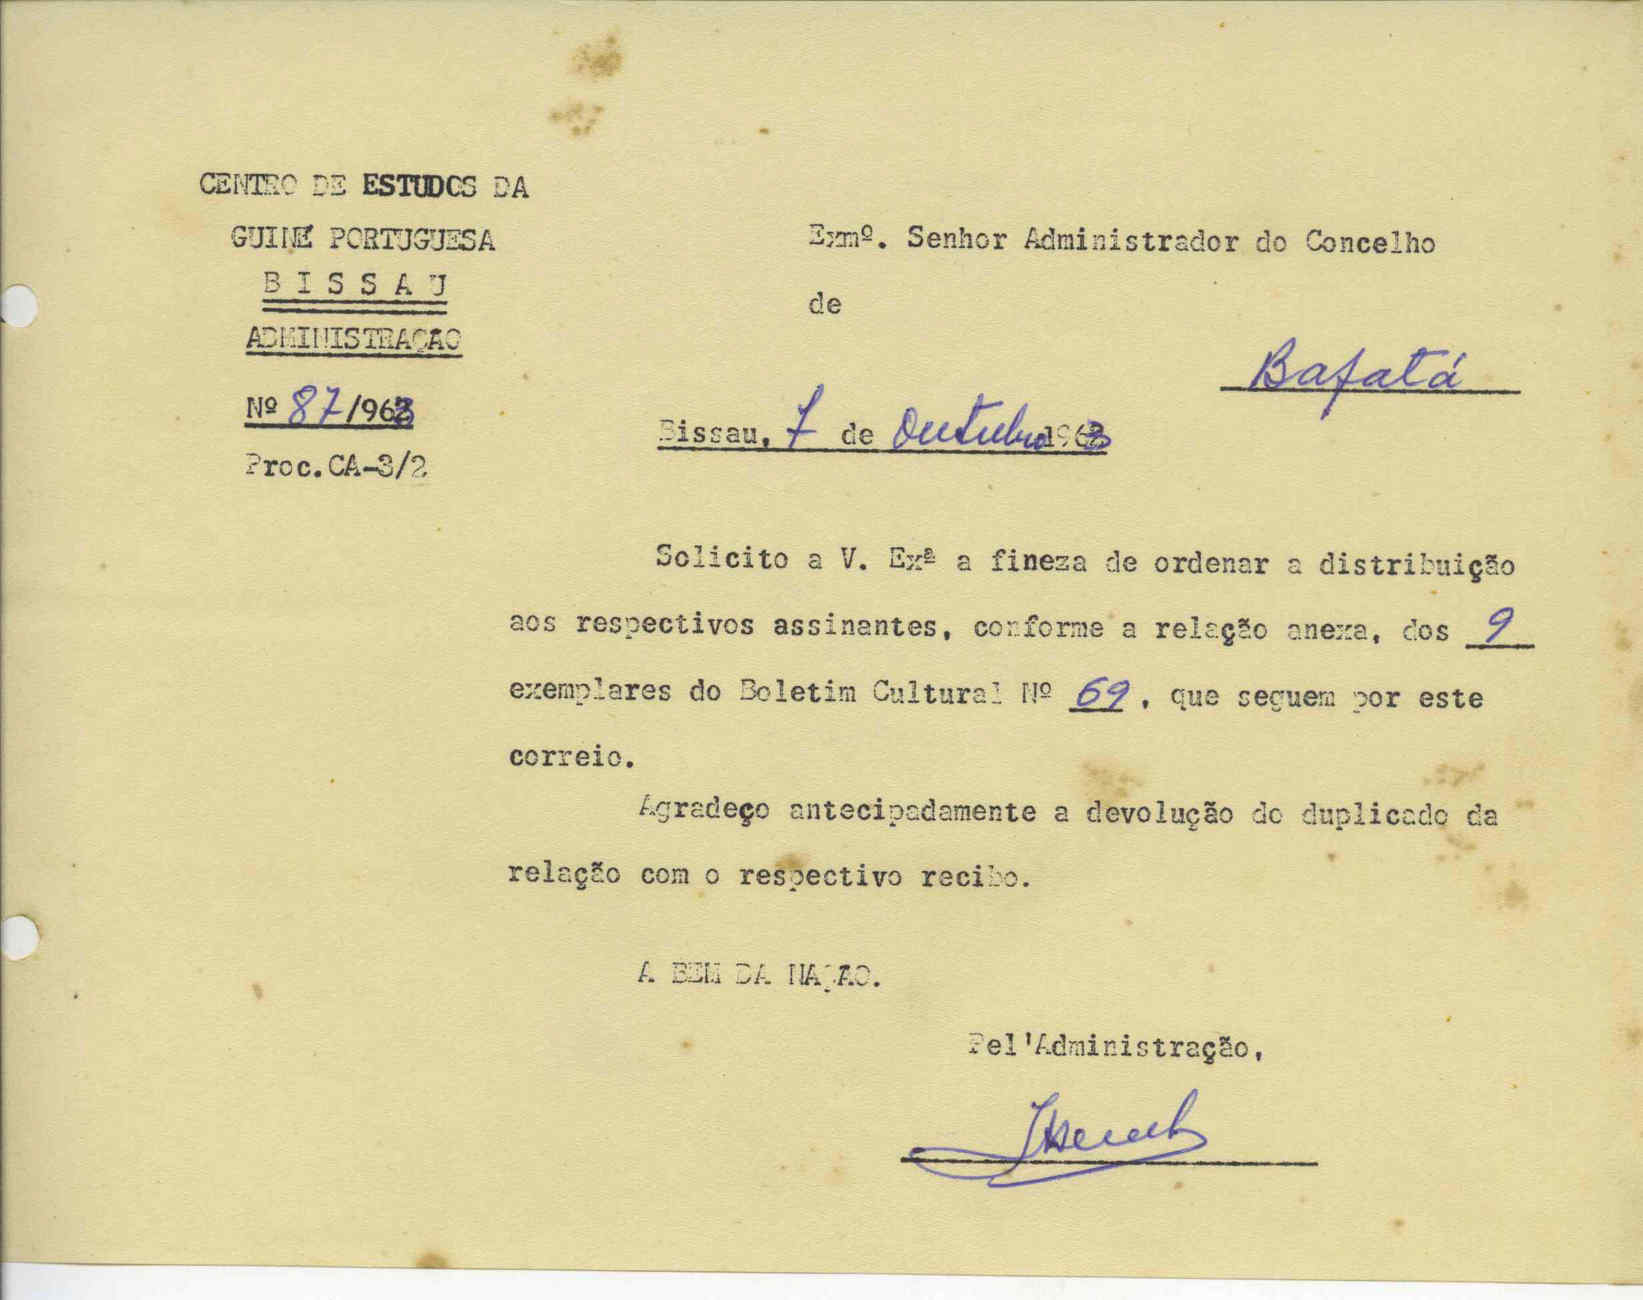 CENTRO DE ESTUDOS DA
GUINÉ PORTUGUESA
B I S S A U
ADMINISTRAÇÃO
Nº 87/963
Proc.CA-3/2
Exmº. Senhor Administrador do Concelho
de
Bafatá
Bissau, 7 de Outubro 1963
Solicito a V. Exª a fineza de ordenar a distribuição
aos respectivos assinantes, conforme a relação anexa, dos 9
exemplares do Boletim Cultural Nº 69, que seguem por este
correio.
Agradeço antecipadamente a devolução do duplicado da
relação com o respectivo recibo.
A BEM DA NAÇÃO.
Pel'Administração,